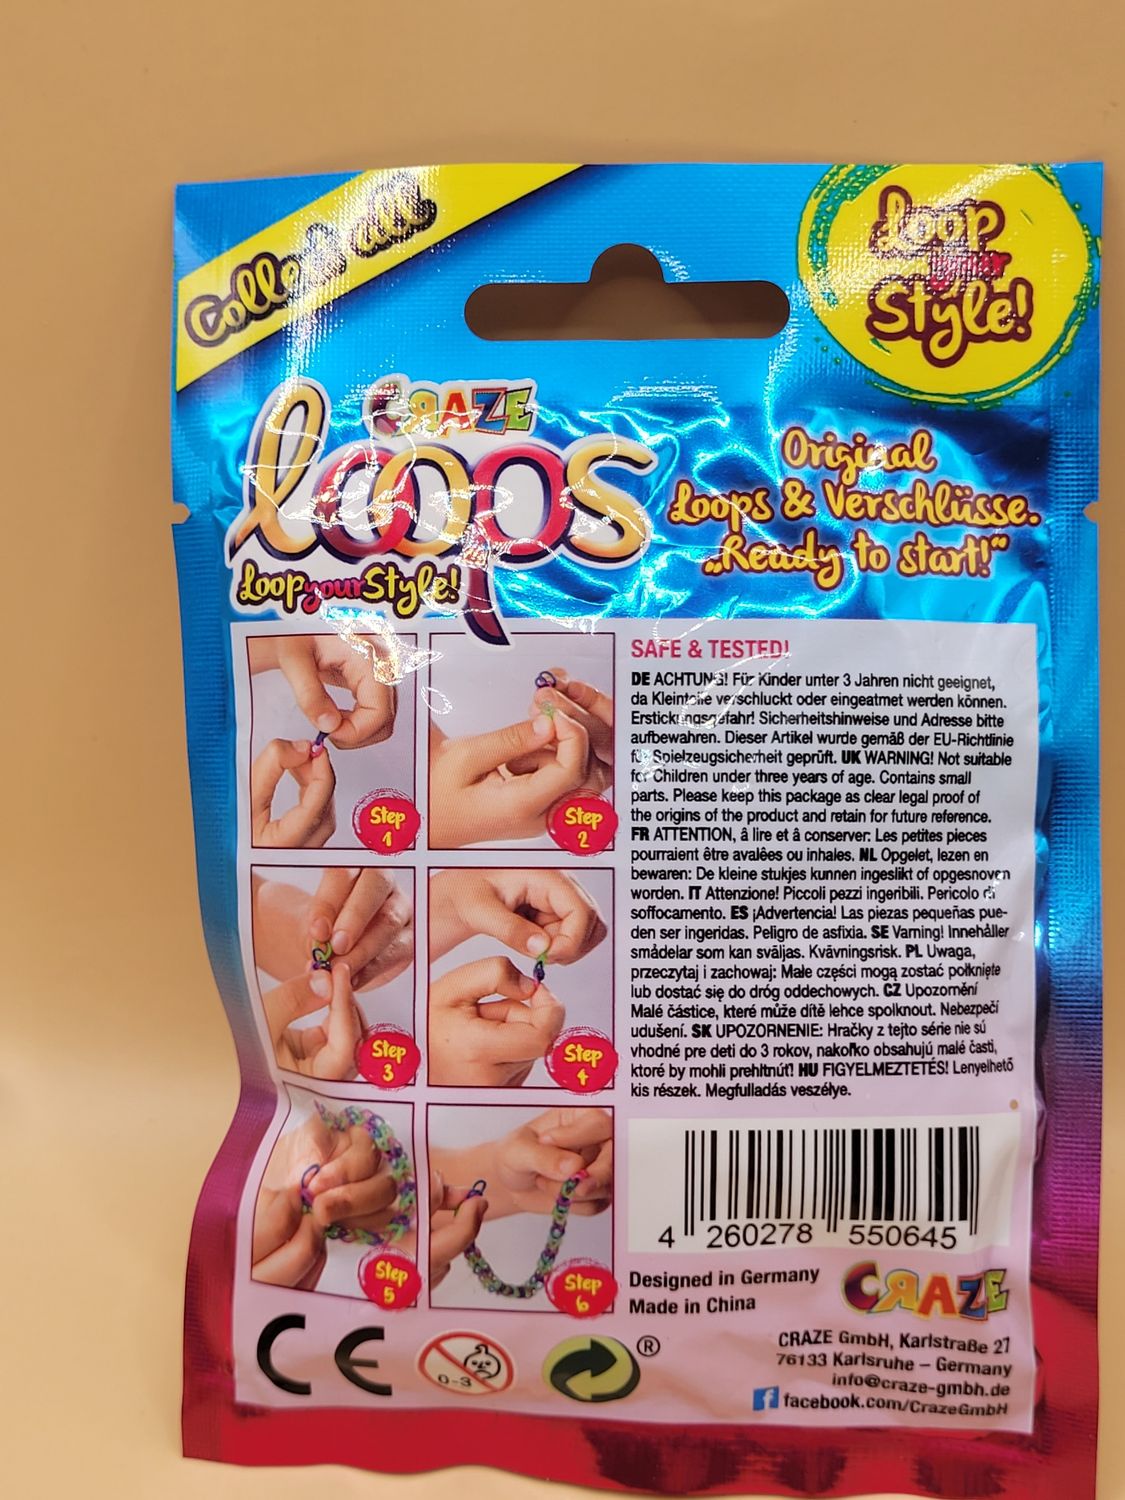 Collect all
Loop
your
Style!
CRAZE
loops
Loop your Style!
Original
Loops & Verschlüsse.
„Ready to start!“
Step
1
Step
2
Step
3
Step
4
Step
5
Step
6
SAFE & TESTED!
DE ACHTUNG! Für Kinder unter 3 Jahren nicht geeignet,
da Kleinteile verschluckt oder eingeatmet werden können.
Erstickungsgefahr! Sicherheitshinweise und Adresse bitte
aufbewahren. Dieser Artikel wurde gemäß der EU-Richtlinie
für Spielzeugsicherheit geprüft. UK WARNING! Not suitable
for Children under three years of age. Contains small
parts. Please keep this package as clear legal proof of
the origins of the product and retain for future reference.
FR ATTENTION, â lire et â conserver: Les petites pieces
pourraient être avalêes ou inhales. NL Opgelet, lezen en
bewaren: De kleine stukjes kunnen ingeslikt of opgesnoven
worden. IT Attenzione! Piccoli pezzi ingeribili. Pericolo di
soffocamento. ES ¡Advertencia! Las piezas pequeñas pue-
den ser ingeridas. Peligro de asfixia. SE Varning! Innehåller
smådelar som kan sväljas. Kvävningsrisk. PL Uwaga,
przeczytaj i zachowaj: Małe części mogą zostać połknięte
lub dostać się do dróg oddechowych. CZ Upozornění
Malé částice, které může dítě lehce spolknout. Nebezpečí
udušení. SK UPOZORNENIE: Hračky z tejto série nie sú
vhodné pre deti do 3 rokov, nakoľko obsahujú malé časti,
ktoré by mohli prehltnúť! HU FIGYELMEZTETÉS! Lenyelhető
kis részek. Megfulladás veszélye.
4 260278 550645
Designed in Germany
Made in China
CRAZE
CE
0-3
®
CRAZE GmbH, Karlstraße 27
76133 Karlsruhe – Germany
info@craze-gmbh.de
f facebook.com/CrazeGmbH